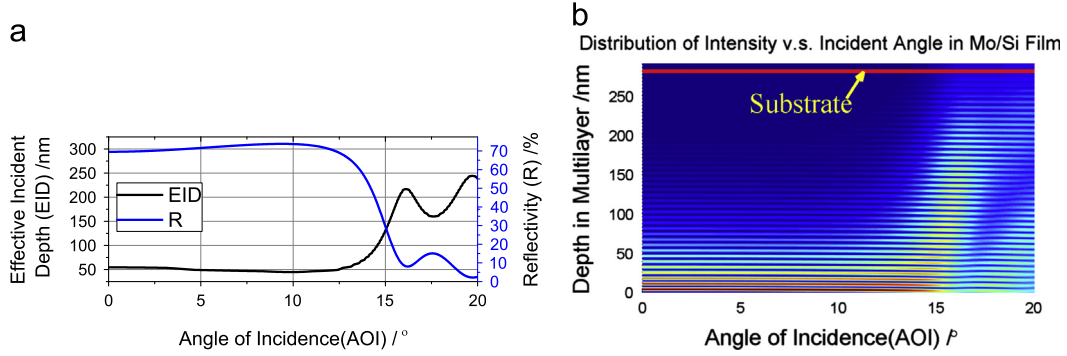 a
Effective Incident
Depth (EID) /nm
300
250
200
150
100
50
EID
R
70
60
50
40
30
20
10
0
Reflectivity (R) /%
0 5 10 15 20
Angle of Incidence(AOI) / °
b
Distribution of Intensity v.s. Incident Angle in Mo/Si Film
Depth in Multilayer /nm
250
200
150
100
50
0
Substrate
0 5 10 15 20
Angle of Incidence(AOI) /°